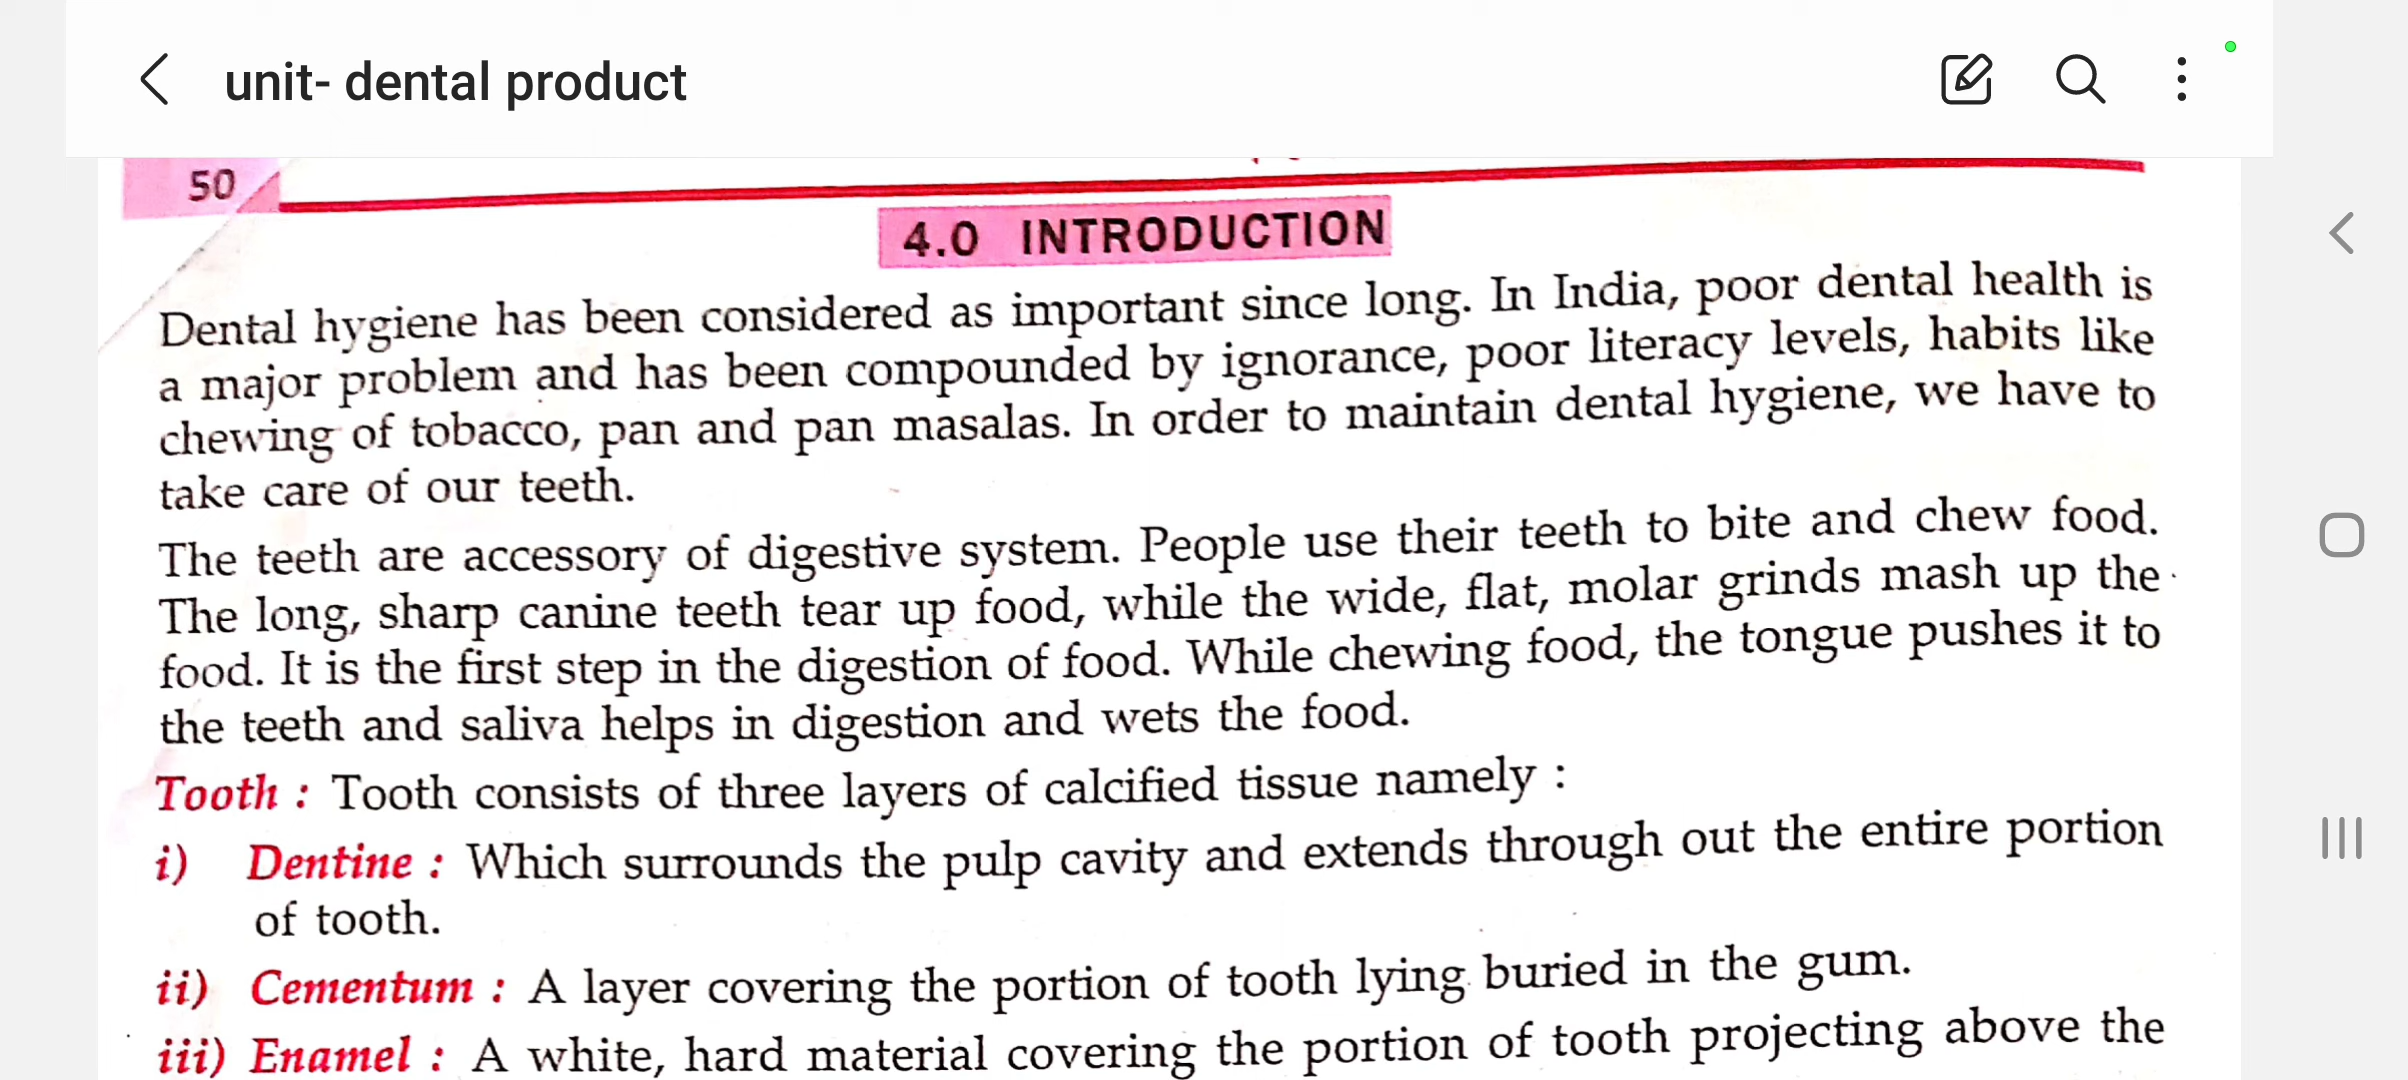 unit- dental product
50
4.0 INTRODUCTION
Dental hygiene has been considered as important since long. In India, poor dental health is
a major problem and has been compounded by ignorance, poor literacy levels, habits like
chewing of tobacco, pan and pan masalas. In order to maintain dental hygiene, we have to
take care of our teeth.
The teeth are accessory of digestive system. People use their teeth to bite and chew food.
The long, sharp canine teeth tear up food, while the wide, flat, molar grinds mash up the
food. It is the first step in the digestion of food. While chewing food, the tongue pushes it to
the teeth and saliva helps in digestion and wets the food.
Tooth : Tooth consists of three layers of calcified tissue namely :
i) Dentine : Which surrounds the pulp cavity and extends through out the entire portion
of tooth.
ii) Cementum : A layer covering the portion of tooth lying buried in the gum.
iii) Enamel : A white, hard material covering the portion of tooth projecting above the